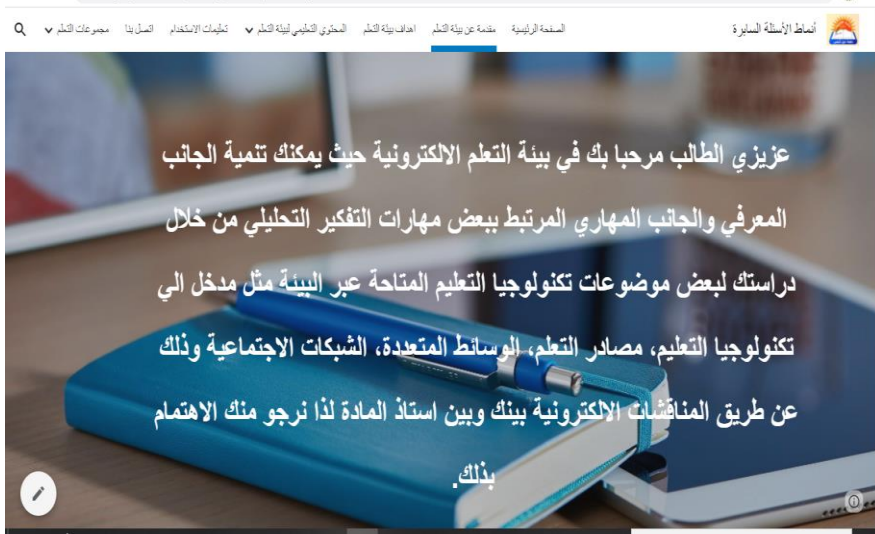 أنماط الأسئلة السابرة
الصفحة الرئيسية مقدمة عن بيئة التعلم اهداف بيئة التعلم المحتوى التعليمي لبيئة التعلم تعليمات الاستخدام اتصل بنا مجموعات التعلم
عزيزي الطالب مرحبا بك في بيئة التعلم الالكترونية حيث يمكنك تنمية الجانب
المعرفي والجانب المهاري المرتبط ببعض مهارات التفكير التحليلي من خلال
دراستك لبعض موضوعات تكنولوجيا التعليم المتاحة عبر البيئة مثل مدخل الي
تكنولوجيا التعليم، مصادر التعلم، الوسائط المتعددة، الشبكات الاجتماعية وذلك
عن طريق المناقشات الالكترونية بينك وبين استاذ المادة لذا نرجو منك الاهتمام
بذلك.